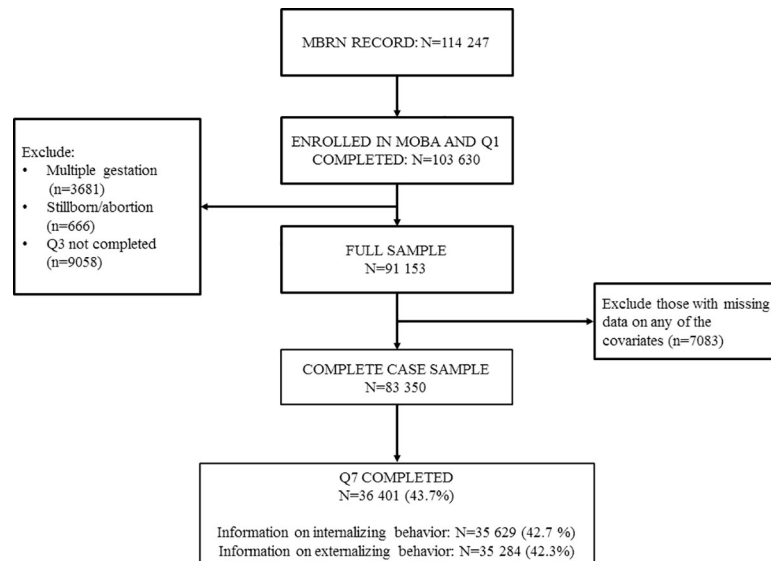 MBRN RECORD: N=114 247
ENROLLED IN MOBA AND Q1
COMPLETED: N=103 630
Exclude:
• Multiple gestation
(n=3681)
• Stillborn/abortion
(n=666)
• Q3 not completed
(n=9058)
FULL SAMPLE
N=91 153
Exclude those with missing
data on any of the
covariates (n=7083)
COMPLETE CASE SAMPLE
N=83 350
Q7 COMPLETED
N=36 401 (43.7%)
Information on internalizing behavior: N=35 629 (42.7 %)
Information on externalizing behavior: N=35 284 (42.3%)